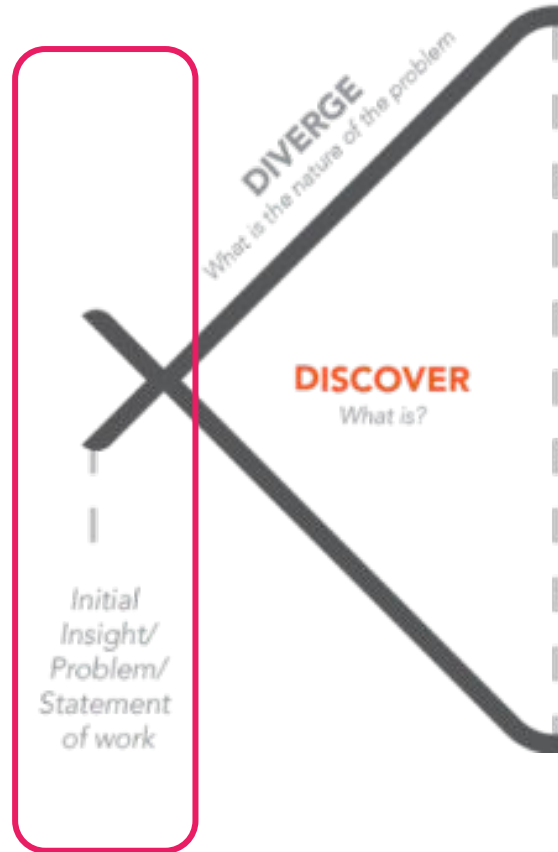 DIVERGE
What is the nature of the problem
DISCOVER
What is?
Initial
Insight/
Problem/
Statement
of work